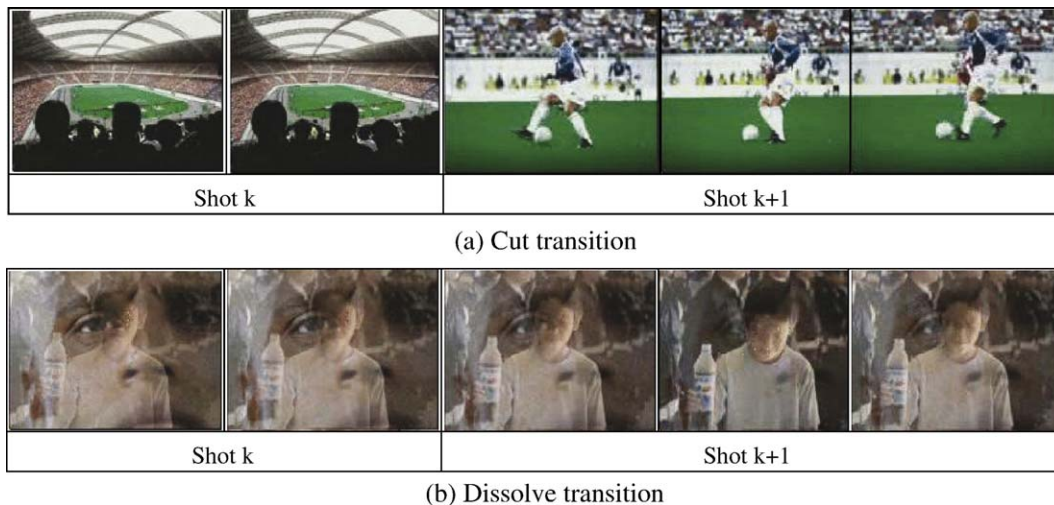 Shot k
Shot k+1
(a) Cut transition
Shot k
Shot k+1
(b) Dissolve transition